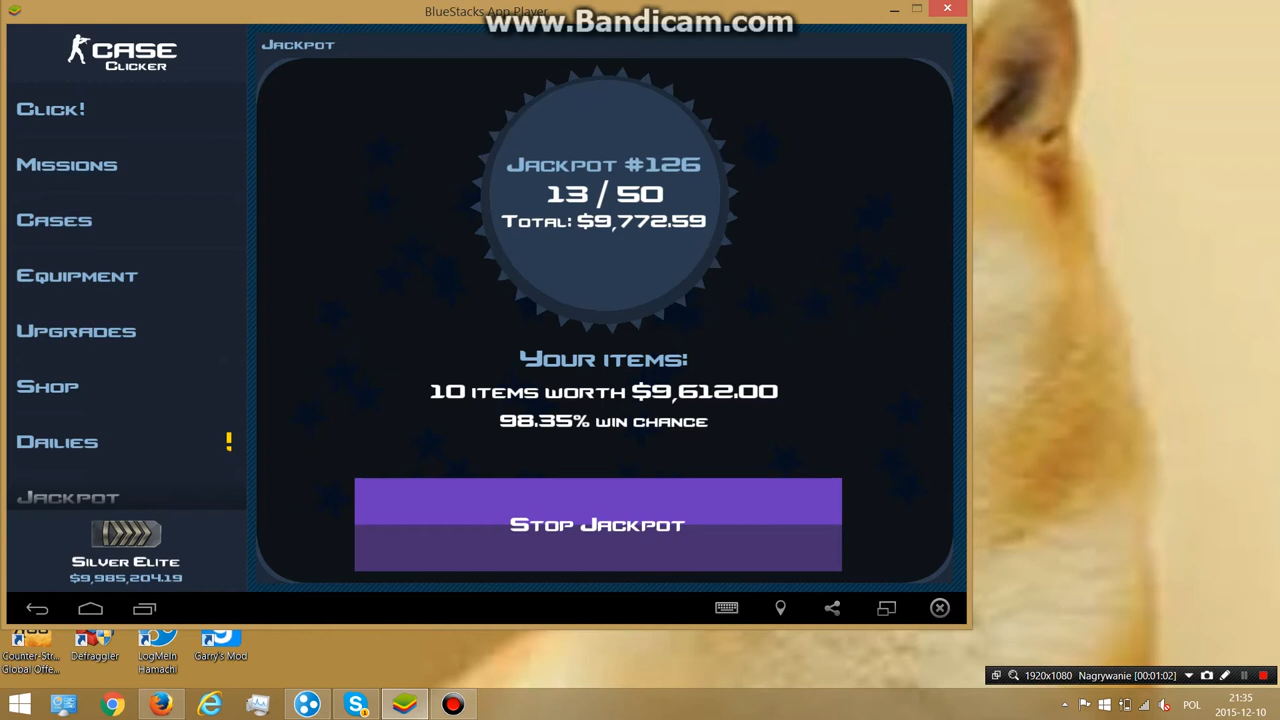 BlueStacks App Player
www.Bandicam.com
CASE
CLICKER
JACKPOT
CLICK!
MISSIONS
CASES
EQUIPMENT
UPGRADES
SHOP
DAILIES !
JACKPOT
SILVER ELITE
$9,985,204.19
JACKPOT #126
13 / 50
TOTAL: $9,772.59
YOUR ITEMS:
10 ITEMS WORTH $9,612.00
98.35% WIN CHANCE
STOP JACKPOT
Counter-Str... Global Offe...
Defraggler
LogMeIn Hamachi
Garry's Mod
1920x1080 Nagrywanie [00:01:02]
POL
21:35
2015-12-10